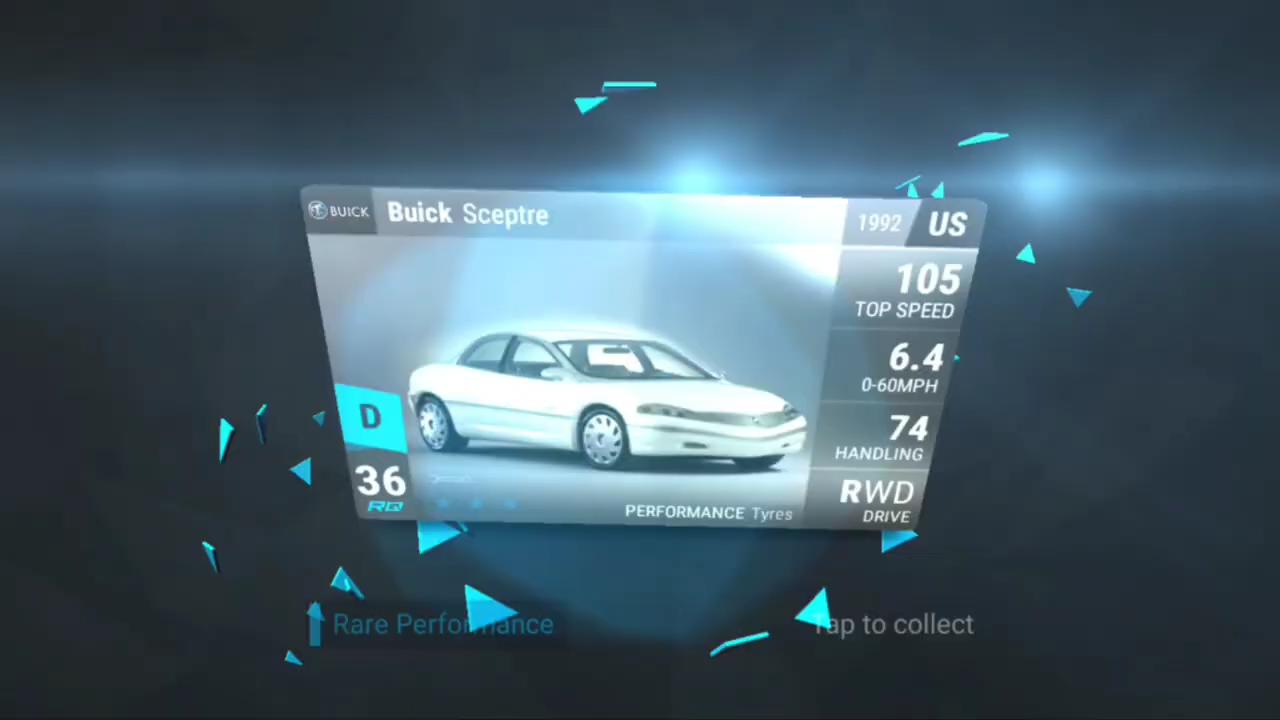 BUICK
Buick Sceptre
1992
US
105
TOP SPEED
6.4
0-60MPH
74
HANDLING
RWD
DRIVE
D
36
RQ
PERFORMANCE Tyres
Rare Performance
Tap to collect